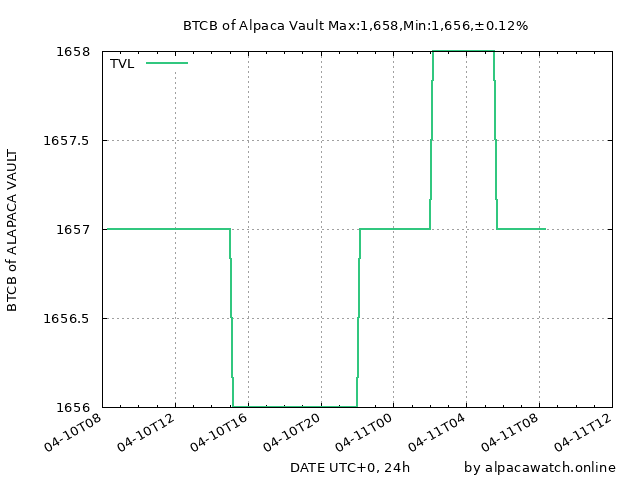 BTCB of Alpaca Vault Max:1,658,Min:1,656,±0.12%
TVL
1658
1657.5
1657
1656.5
1656
BTCB of ALAPACA VAULT
04-10T08
04-10T12
04-10T16
04-10T20
04-11T00
04-11T04
04-11T08
04-11T12
DATE UTC+0, 24h
by alpacawatch.online